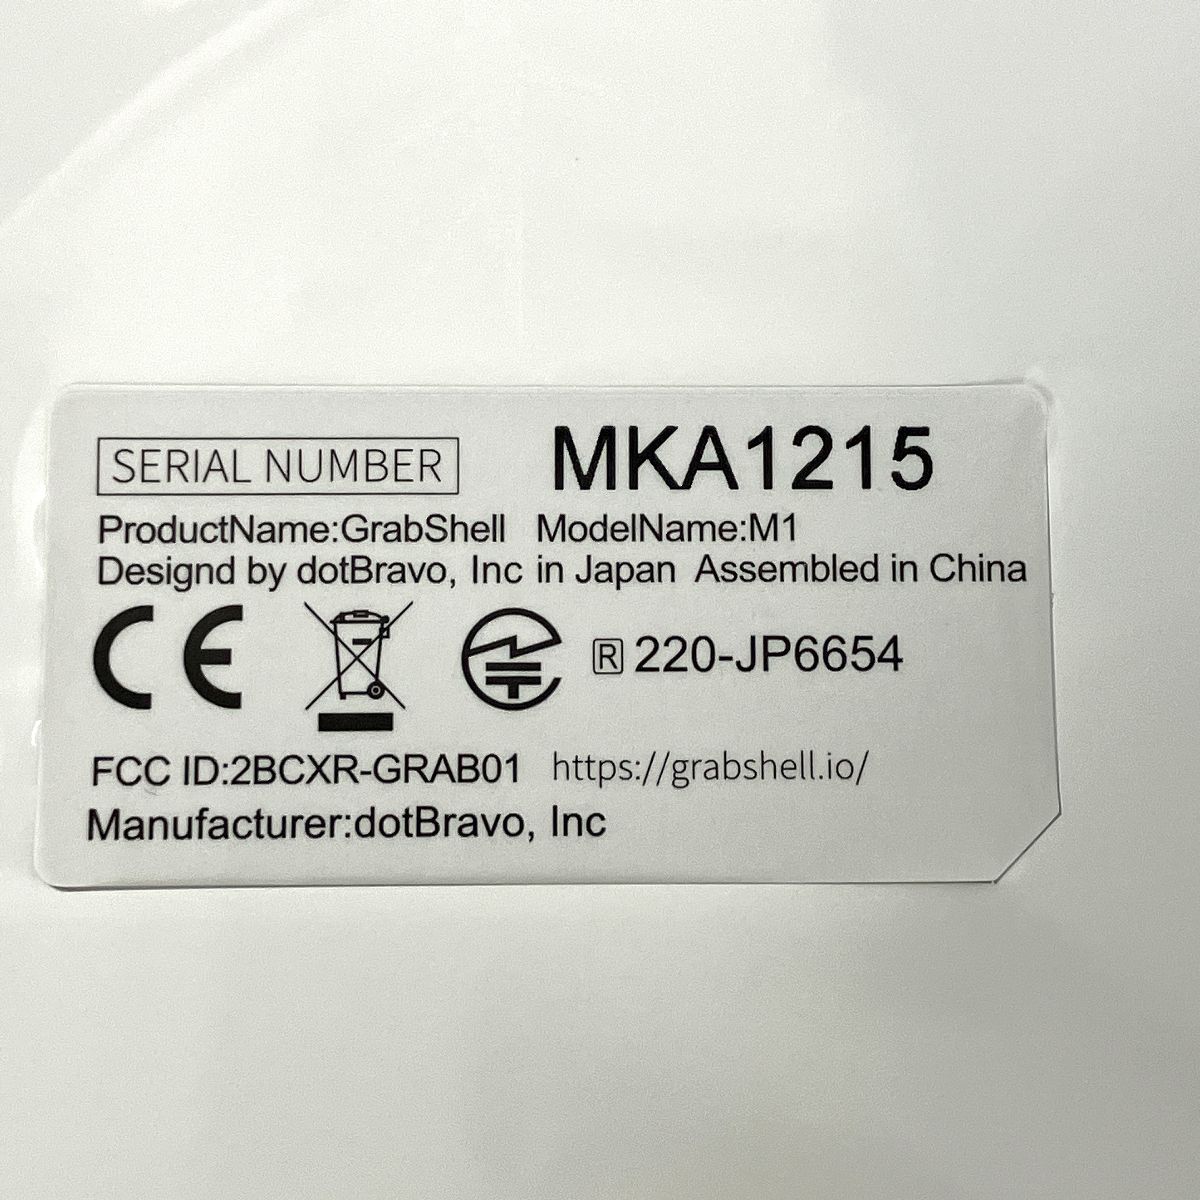 SERIAL NUMBER MKA1215
ProductName:GrabShell ModelName:M1
Designd by dotBravo, Inc in Japan Assembled in China
CE R 220-JP6654
FCC ID:2BCXR-GRAB01 https://grabshell.io/
Manufacturer:dotBravo, Inc